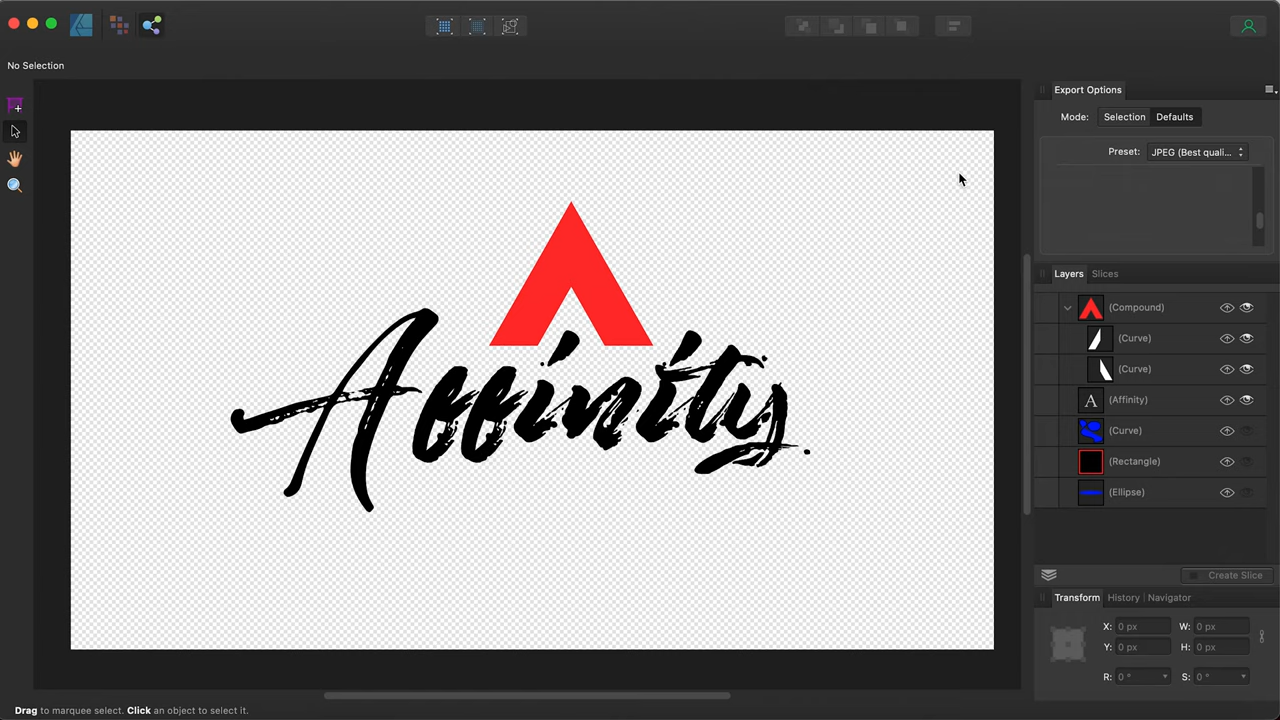 No Selection
Export Options
Mode: Selection Defaults
Preset: JPEG (Best quali...
Affinity.
Layers Slices
(Compound)
(Curve)
(Curve)
A (Affinity)
(Curve)
(Rectangle)
(Ellipse)
Create Slice
Transform History Navigator
X: 0 px W: 0 px
Y: 0 px H: 0 px
R: 0 ° S: 0 °
Drag to marquee select. Click an object to select it.